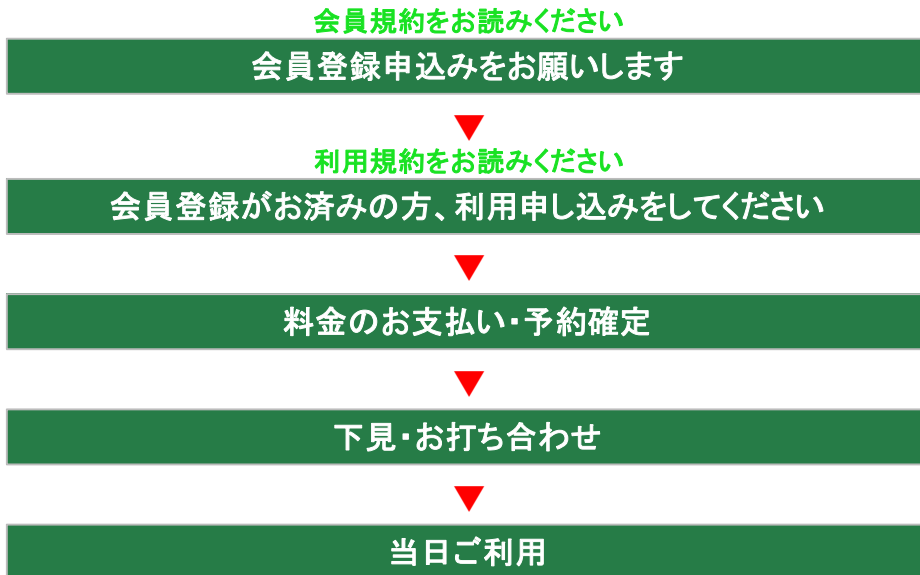 会員規約をお読みください
会員登録申込みをお願いします
利用規約をお読みください
会員登録がお済みの方、利用申し込みをしてください
料金のお支払い・予約確定
下見・お打ち合わせ
当日ご利用